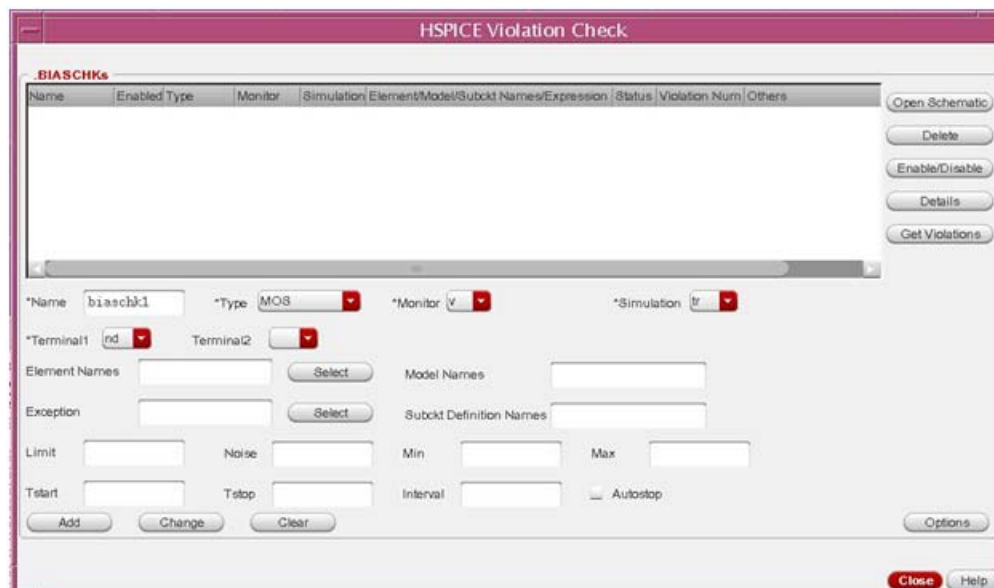 HSPICE Violation Check
.BIASCHKs
Name Enabled Type Monitor Simulation Element/Model/Subckt Names/Expression Status Violation Num Others
Open Schematic
Delete
Enable/Disable
Details
Get Violations
*Name biaschk1 *Type MOS *Monitor v *Simulation tr
*Terminal1 nd Terminal2
Element Names Select Model Names
Exception Select Subckt Definition Names
Limit Noise Min Max
Tstart Tstop Interval Autostop
Add Change Clear Options
Close Help